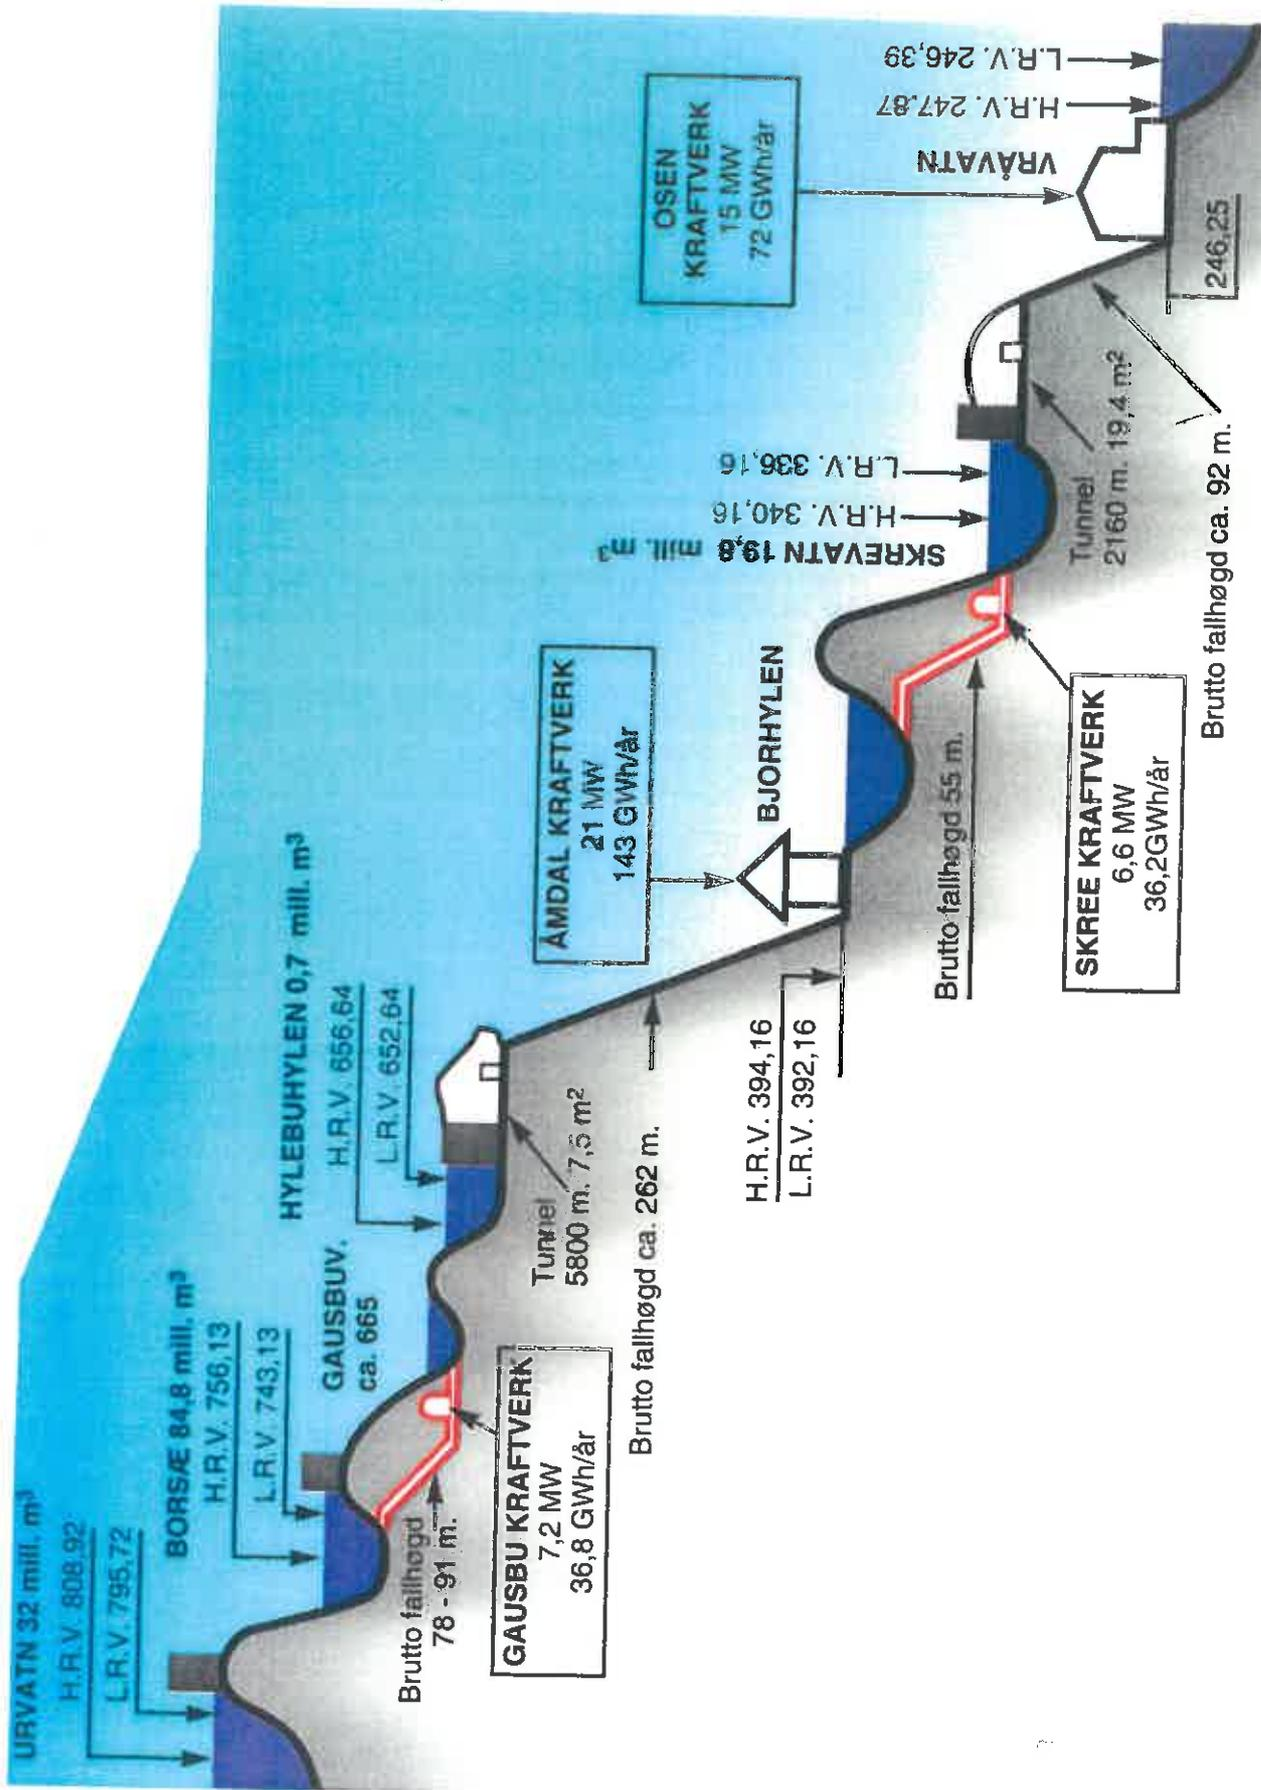 URVATN 32 mill. m³
H.R.V. 808,92
L.R.V. 795,72
BORSÆ 84,8 mill. m³
H.R.V. 756,13
L.R.V. 743,13
GAUSBUV.
ca. 665
HYLEBUHYLEN 0,7 mill. m³
H.R.V. 656,64
L.R.V. 652,64
Brutto fallhøgd
78 - 91 m.
GAUSBU KRAFTVERK
7,2 MW
36,8 GWh/år
Tunnel
5800 m. 7,5 m²
Brutto fallhøgd ca. 262 m.
ÅMDAL KRAFTVERK
21 MW
143 GWh/år
BJORHYLEN
H.R.V. 394,16
L.R.V. 392,16
Brutto fallhøgd 55 m.
SKREE KRAFTVERK
6,6 MW
36,2GWh/år
SKREVATN 19,8 mill. m³
H.R.V. 340,16
L.R.V. 336,16
Tunnel
2160 m. 19,4 m²
Brutto fallhøgd ca. 92 m.
OSEN
KRAFTVERK
15 MW
72 GWh/år
VRÅVATN
H.R.V. 247.87
L.R.V. 246,39
246,25